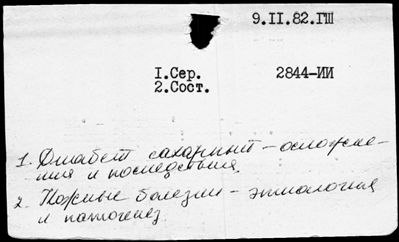 9.II.82.ГШ
I.Сер. 2844-ИИ
2.Сост.
1. Диабет сахарный – осложне-
ния и последствия.
2. Кожные болезни – этиология
и патогенез